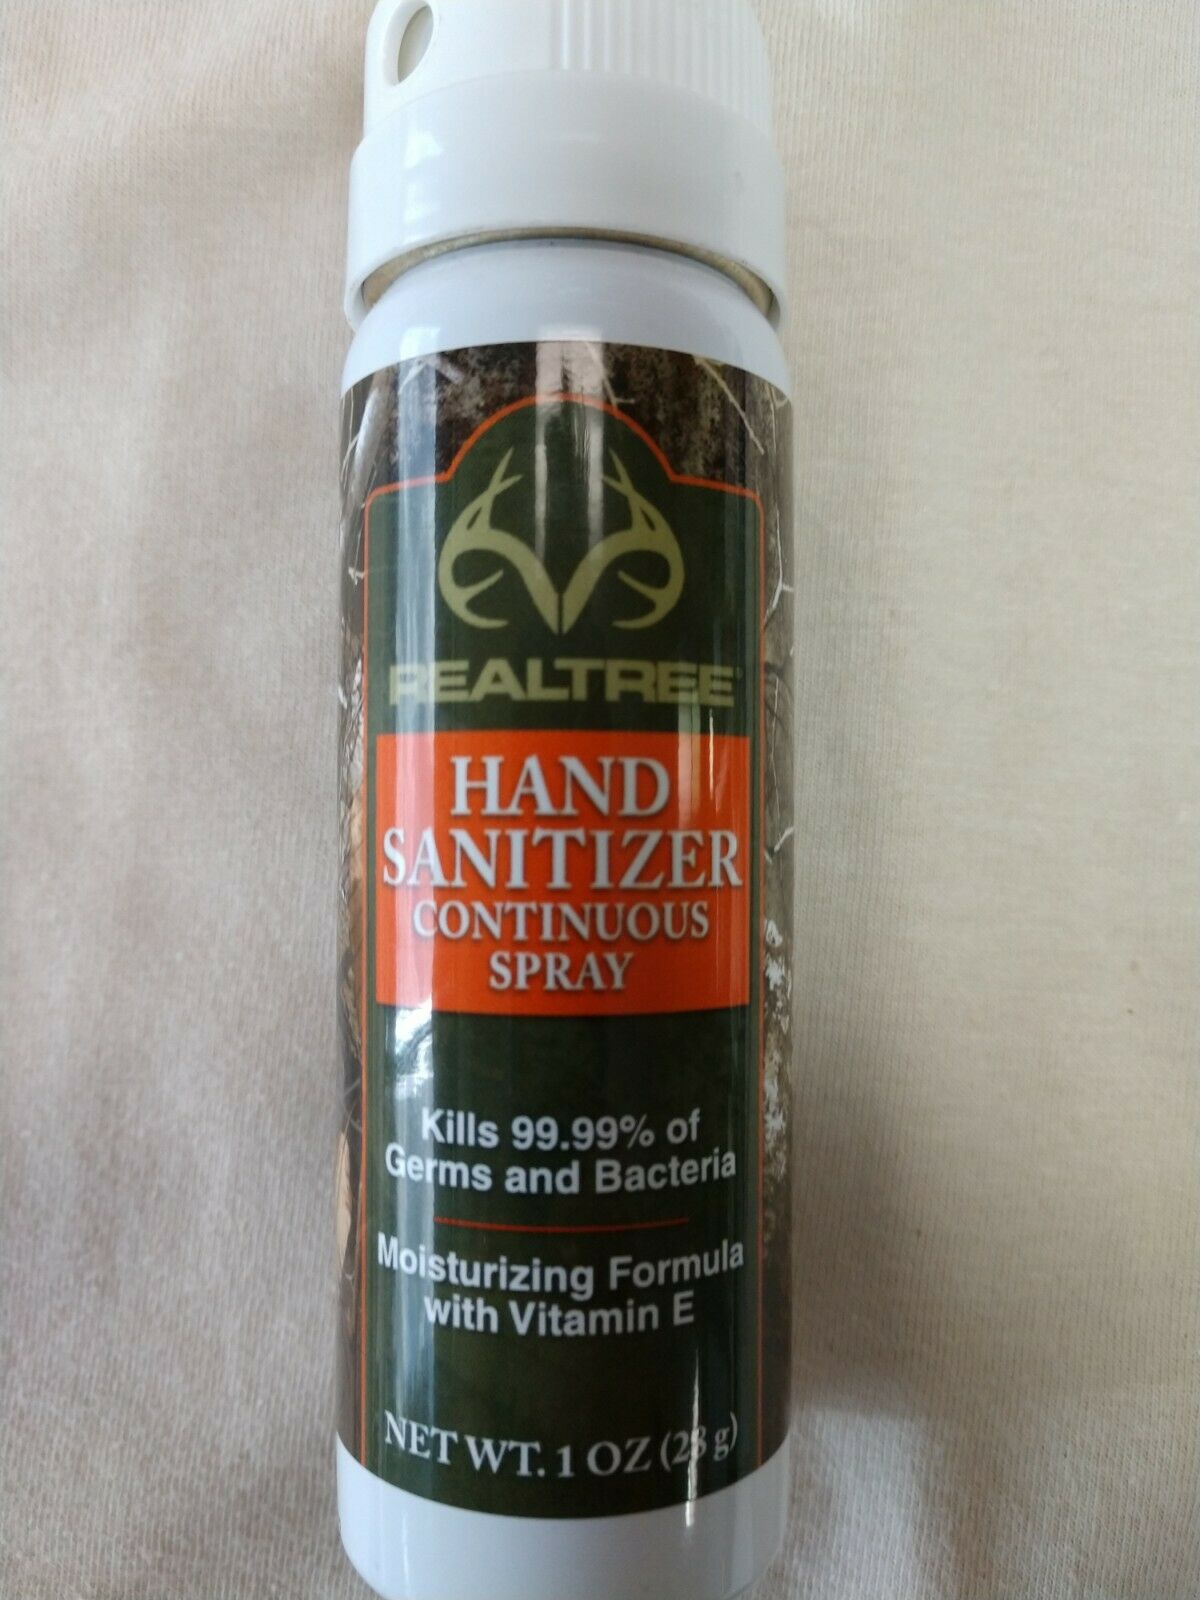 REALTREE®
HAND
SANITIZER
CONTINUOUS
SPRAY
Kills 99.99% of
Germs and Bacteria
Moisturizing Formula
with Vitamin E
NET WT. 1 OZ (28 g)